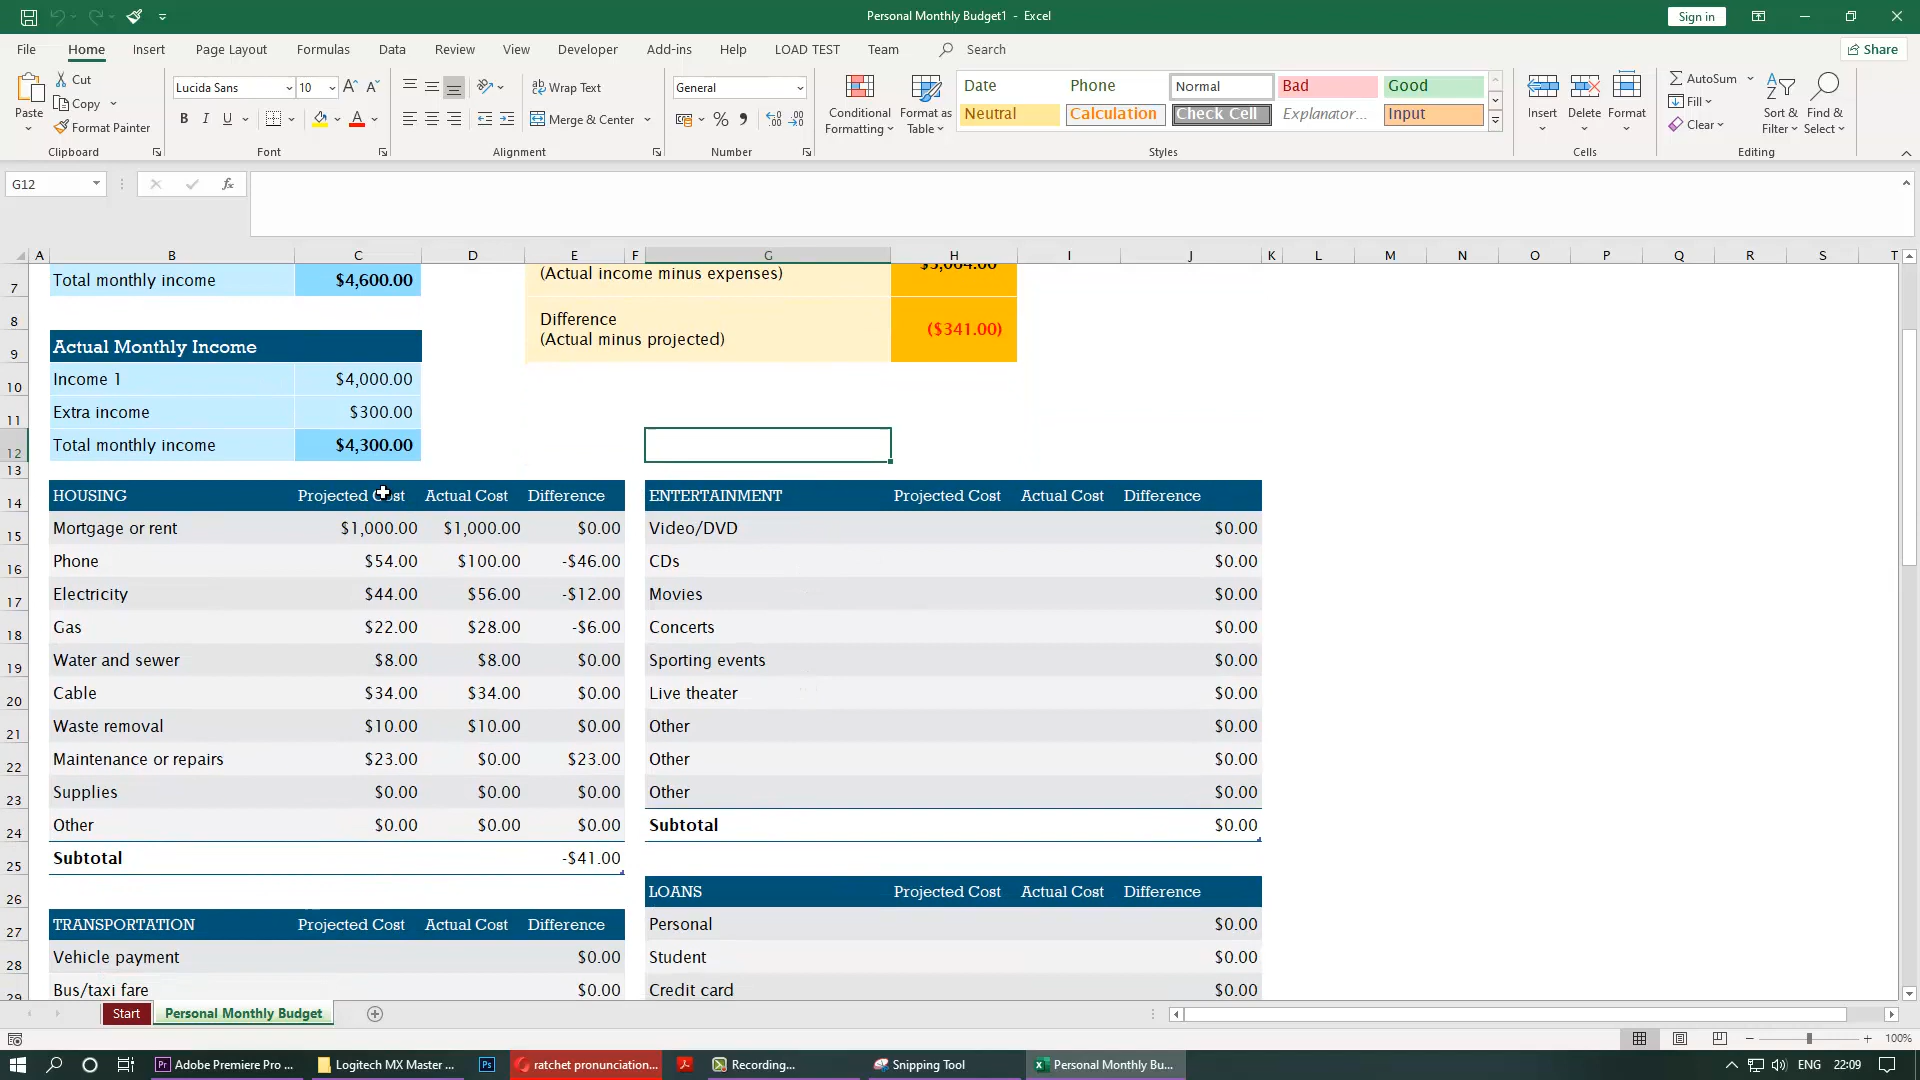 Personal Monthly Budget1 - Excel
Sign in
File Home Insert Page Layout Formulas Data Review View Developer Add-ins Help LOAD TEST Team Search Share
Paste
Cut
Copy
Format Painter
Clipboard
Lucida Sans 10
B I U
Font
Wrap Text
Merge & Center
Alignment
General
Number
Conditional Formatting
Format as Table
Date Phone Normal Bad Good
Neutral Calculation Check Cell Explanator... Input
Styles
Insert Delete Format
Cells
AutoSum
Fill
Clear
Sort & Filter
Find & Select
Editing
G12
fx
A B C D E F G H I J K L M N O P Q R S T
7 Total monthly income $4,600.00 (Actual income minus expenses)
8 Difference
(Actual minus projected) ($341.00)
9 Actual Monthly Income
10 Income 1 $4,000.00
11 Extra income $300.00
12 Total monthly income $4,300.00
13
14 HOUSING Projected Cost Actual Cost Difference ENTERTAINMENT Projected Cost Actual Cost Difference
15 Mortgage or rent $1,000.00 $1,000.00 $0.00 Video/DVD $0.00
16 Phone $54.00 $100.00 -$46.00 CDs $0.00
17 Electricity $44.00 $56.00 -$12.00 Movies $0.00
18 Gas $22.00 $28.00 -$6.00 Concerts $0.00
19 Water and sewer $8.00 $8.00 $0.00 Sporting events $0.00
20 Cable $34.00 $34.00 $0.00 Live theater $0.00
21 Waste removal $10.00 $10.00 $0.00 Other $0.00
22 Maintenance or repairs $23.00 $0.00 $23.00 Other $0.00
23 Supplies $0.00 $0.00 $0.00 Other $0.00
24 Other $0.00 $0.00 $0.00 Subtotal $0.00
25 Subtotal -$41.00
26 LOANS Projected Cost Actual Cost Difference
27 TRANSPORTATION Projected Cost Actual Cost Difference Personal $0.00
28 Vehicle payment $0.00 Student $0.00
29 Bus/taxi fare $0.00 Credit card $0.00
Start Personal Monthly Budget
100%
Adobe Premiere Pro ... Logitech MX Master ... Ps ratchet pronunciation... Recording... Snipping Tool Personal Monthly Bu... ENG 22:09